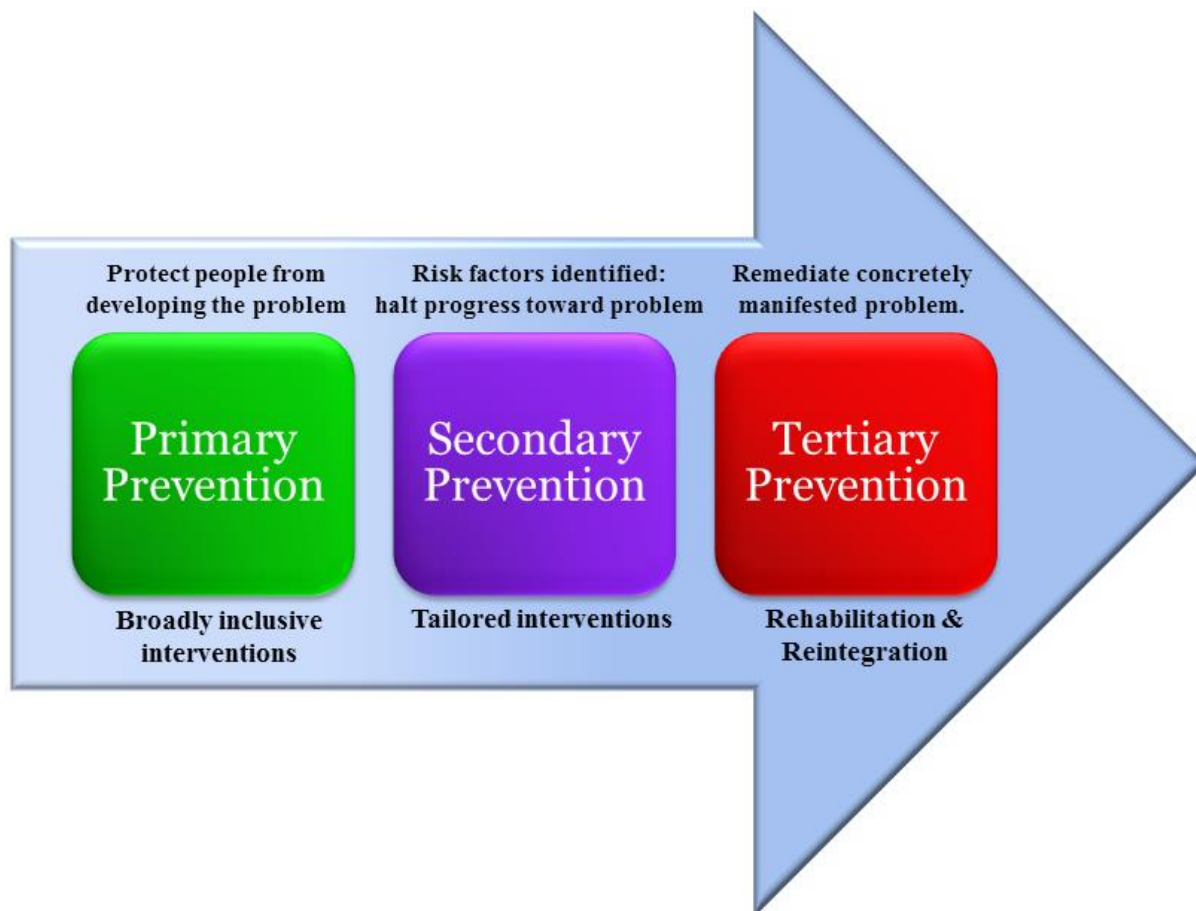 Protect people from
developing the problem
Primary
Prevention
Broadly inclusive
interventions
Risk factors identified:
halt progress toward problem
Secondary
Prevention
Tailored interventions
Remediate concretely
manifested problem.
Tertiary
Prevention
Rehabilitation &
Reintegration